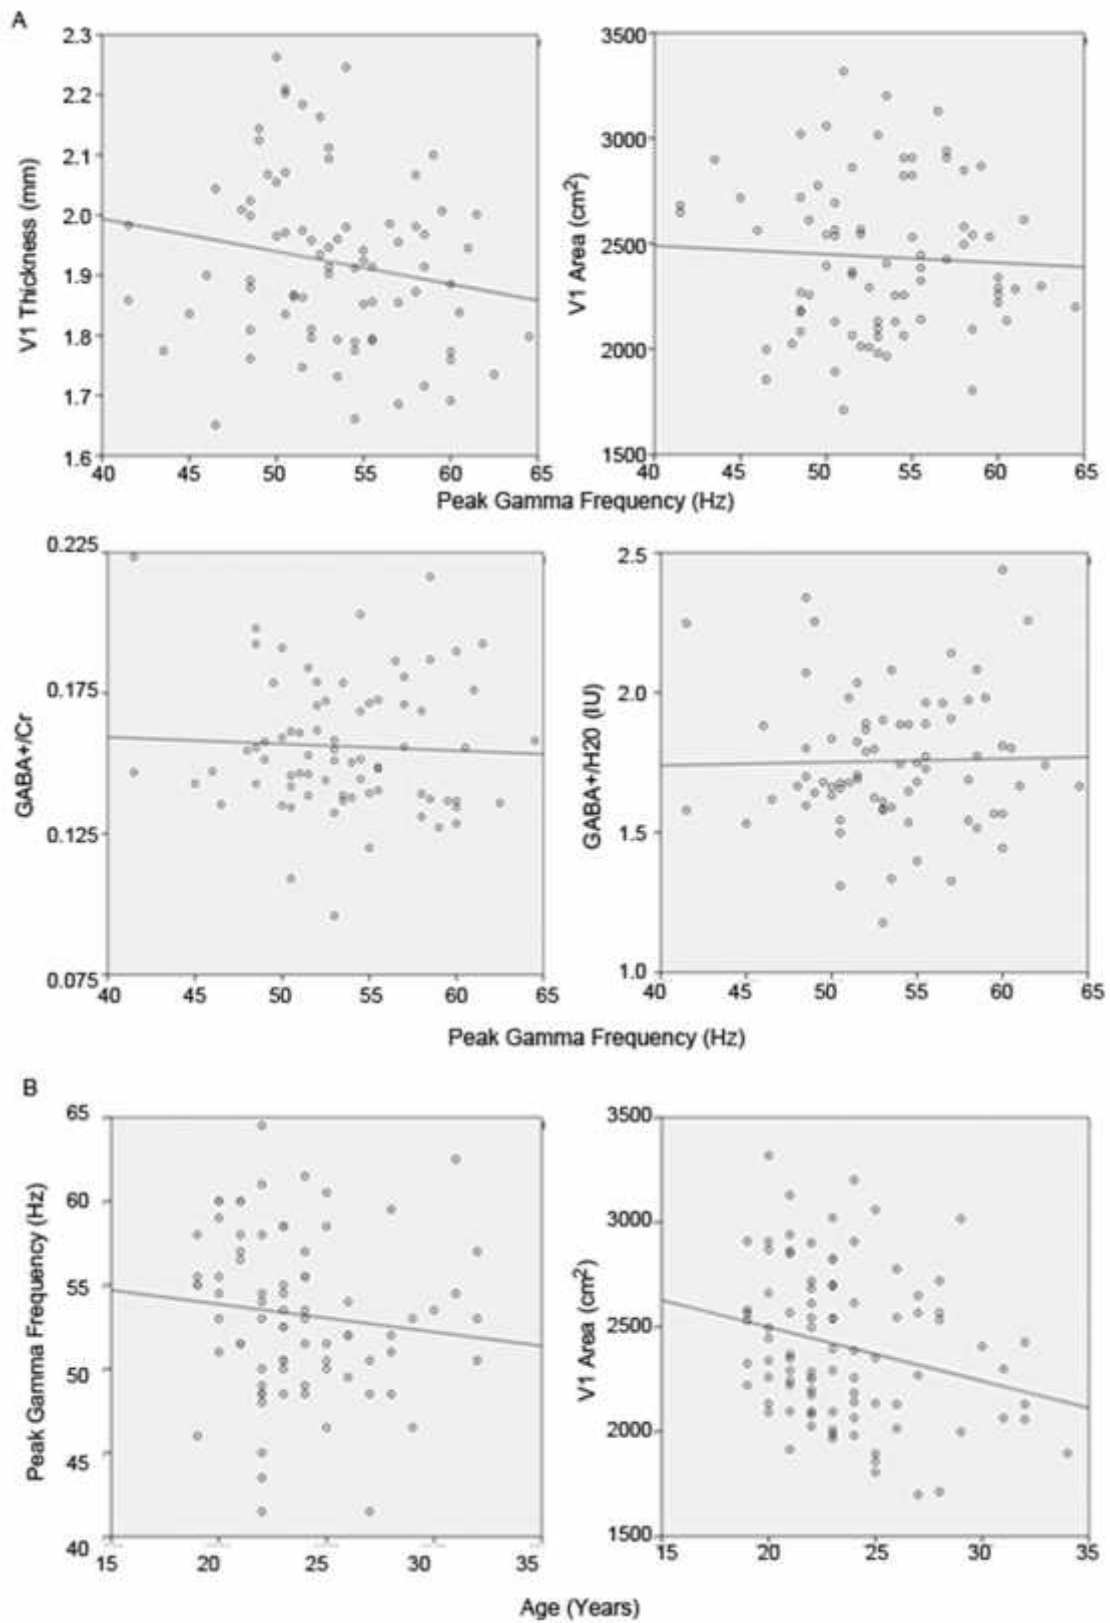 A
2.3
2.2
2.1
2.0
1.9
1.8
1.7
1.6
V1 Thickness (mm)
40 45 50 55 60 65
3500
3000
2500
2000
1500
V1 Area (cm²)
40 45 50 55 60 65
Peak Gamma Frequency (Hz)
0.225
0.175
0.125
0.075
GABA+/Cr
40 45 50 55 60 65
2.5
2.0
1.5
1.0
GABA+/H20 (IU)
40 45 50 55 60 65
Peak Gamma Frequency (Hz)
B
65
60
55
50
45
40
Peak Gamma Frequency (Hz)
15 20 25 30 35
3500
3000
2500
2000
1500
V1 Area (cm²)
15 20 25 30 35
Age (Years)